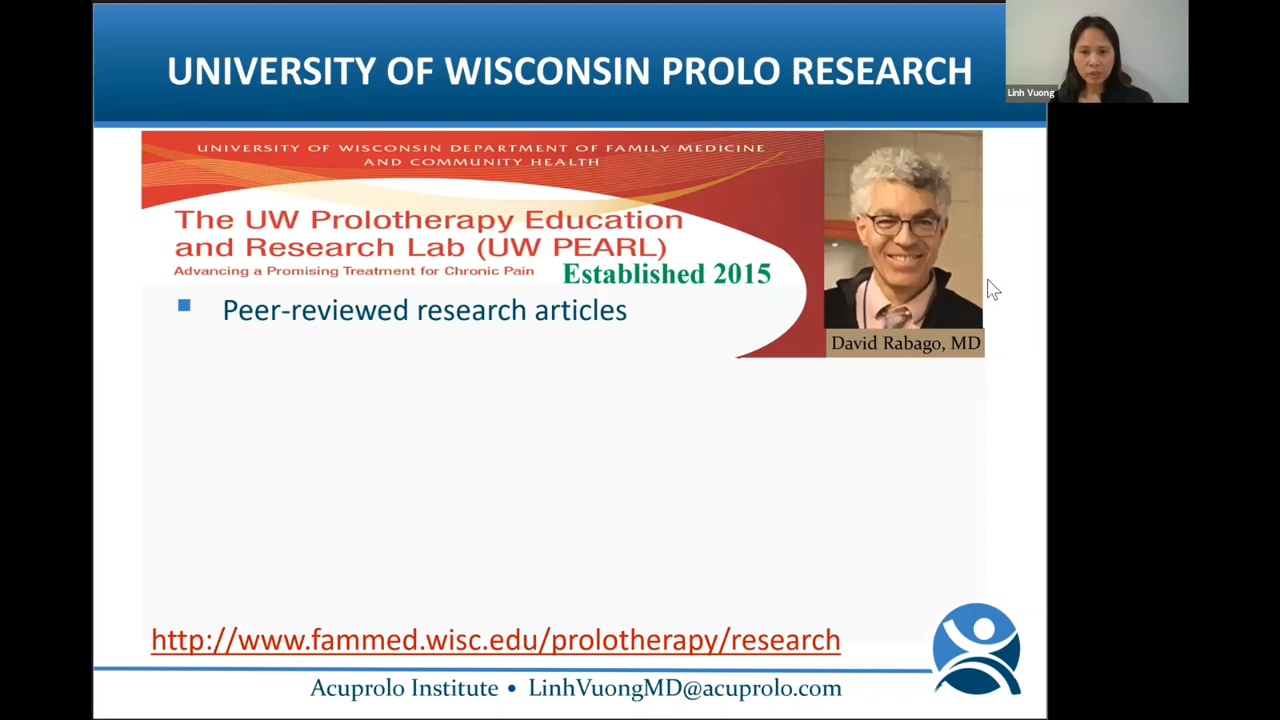 UNIVERSITY OF WISCONSIN PROLO RESEARCH
Linh Vuong
UNIVERSITY OF WISCONSIN DEPARTMENT OF FAMILY MEDICINE
AND COMMUNITY HEALTH
The UW Prolotherapy Education
and Research Lab (UW PEARL)
Advancing a Promising Treatment for Chronic Pain
Established 2015
Peer-reviewed research articles
David Rabago, MD
http://www.fammed.wisc.edu/prolotherapy/research
Acuprolo Institute • LinhVuongMD@acuprolo.com